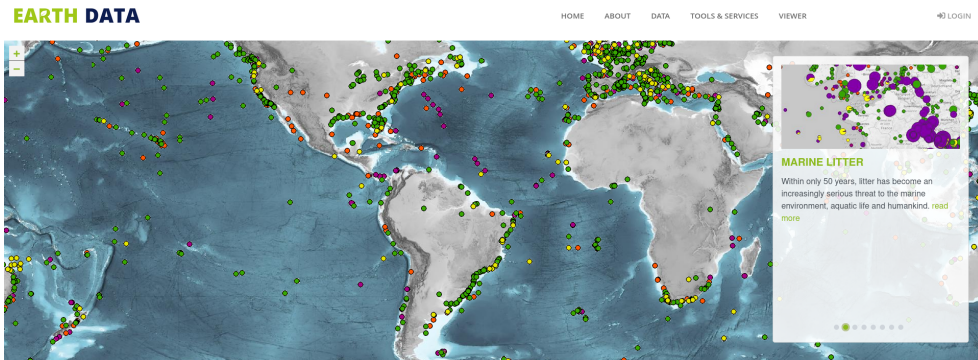 EARTH DATA
HOME ABOUT DATA TOOLS & SERVICES VIEWER LOGIN
+
−
MARINE LITTER
Within only 50 years, litter has become an
increasingly serious threat to the marine
environment, aquatic life and humankind. read
more